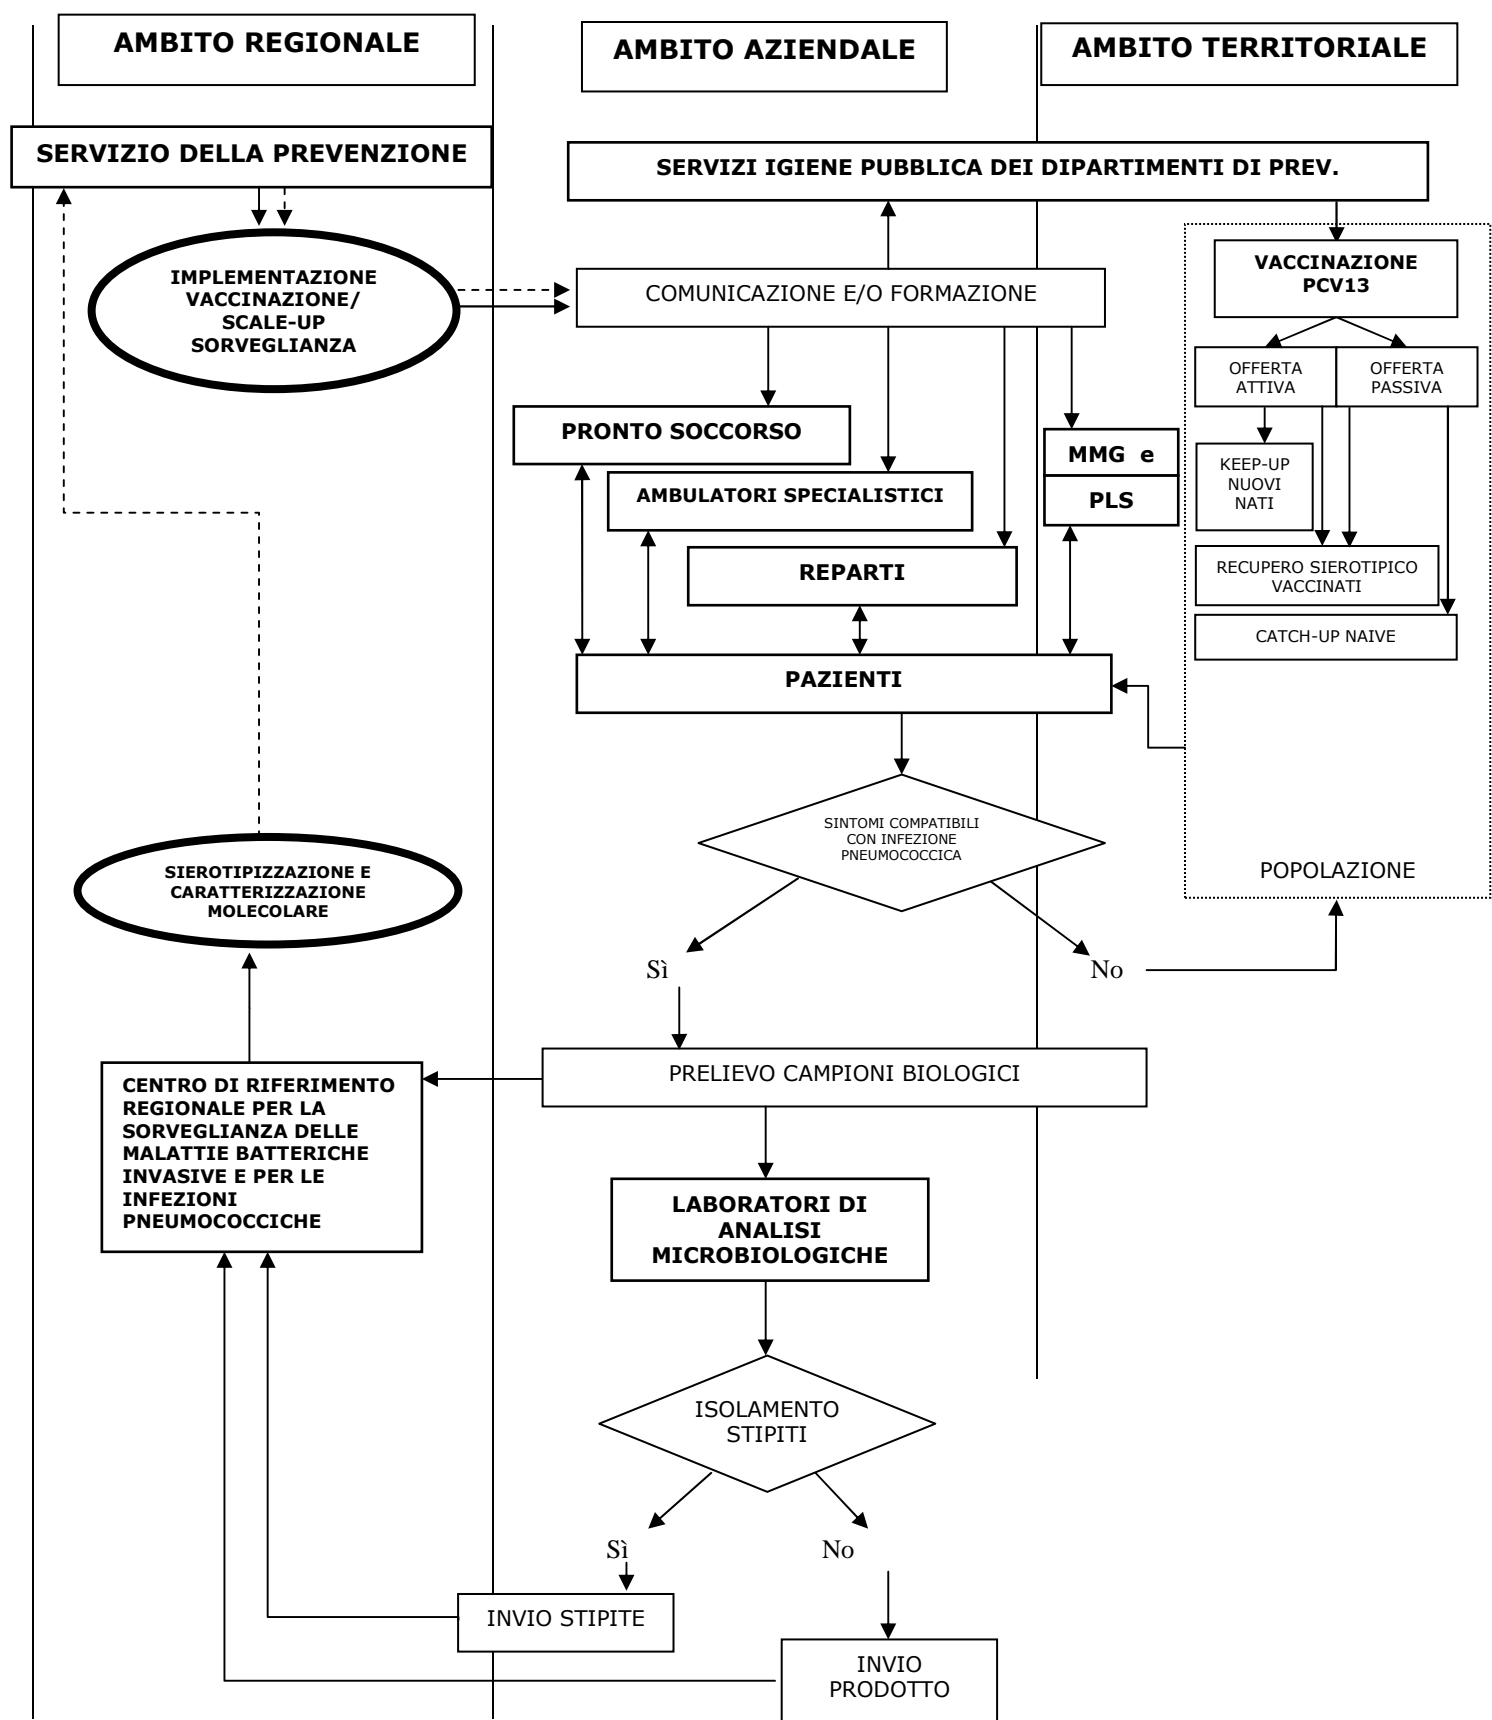 AMBITO REGIONALE
AMBITO AZIENDALE
AMBITO TERRITORIALE
SERVIZIO DELLA PREVENZIONE
SERVIZI IGIENE PUBBLICA DEI DIPARTIMENTI DI PREV.
IMPLEMENTAZIONE
VACCINAZIONE/
SCALE-UP
SORVEGLIANZA
COMUNICAZIONE E/O FORMAZIONE
VACCINAZIONE
PCV13
OFFERTA
ATTIVA
OFFERTA
PASSIVA
PRONTO SOCCORSO
AMBULATORI SPECIALISTICI
REPARTI
MMG e
PLS
KEEP-UP
NUOVI
NATI
RECUPERO SIEROTIPICO
VACCINATI
CATCH-UP NAIVE
PAZIENTI
SINTOMI COMPATIBILI
CON INFEZIONE
PNEUMOCOCCICA
POPOLAZIONE
SIEROTIPIZZAZIONE E
CARATTERIZZAZIONE
MOLECOLARE
Sì
No
PRELIEVO CAMPIONI BIOLOGICI
CENTRO DI RIFERIMENTO
REGIONALE PER LA
SORVEGLIANZA DELLE
MALATTIE BATTERICHE
INVASIVE E PER LE
INFEZIONI
PNEUMOCOCCICHE
LABORATORI DI
ANALISI
MICROBIOLOGICHE
ISOLAMENTO
STIPITI
Sì
No
INVIO STIPITE
INVIO
PRODOTTO